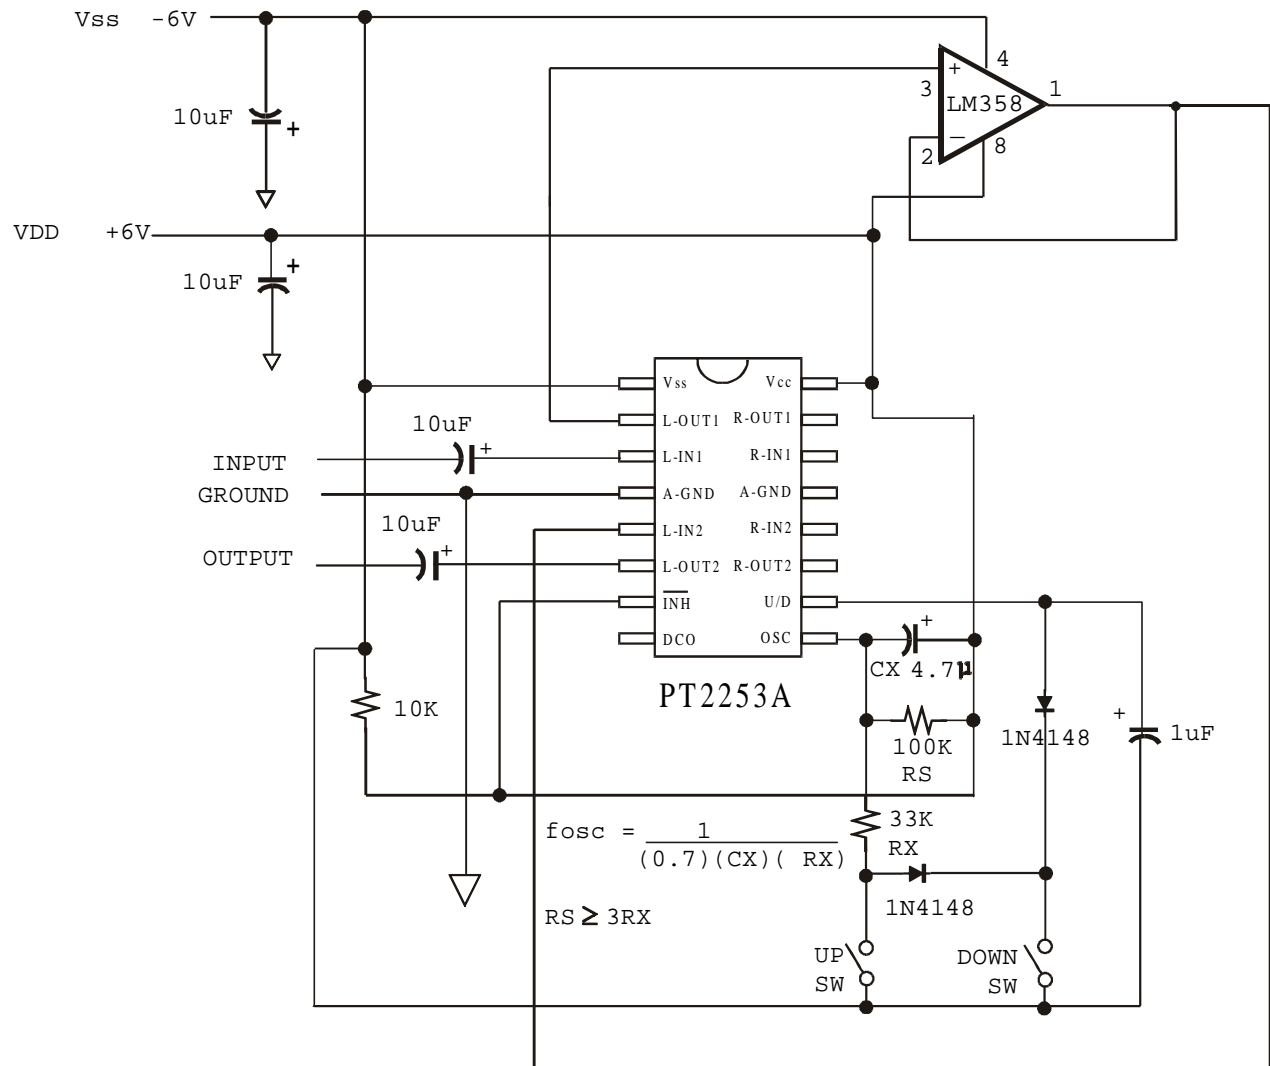 Vss -6V
4
+
3
LM358
1
10uF
+
−
2
8
VDD +6V
+
10uF
Vss
Vcc
10uF
L-OUT1
R-OUT1
+
INPUT
L-IN1
R-IN1
GROUND
A-GND
A-GND
10uF
L-IN2
R-IN2
+
OUTPUT
L-OUT2
R-OUT2
INH
U/D
DCO
OSC
+
CX 4.7µ
PT2253A
10K
+
1uF
100K
RS
1N4148
33K
RX
fosc = 1
(0.7)(CX)( RX)
1N4148
RS ≥ 3RX
UP
SW
DOWN
SW